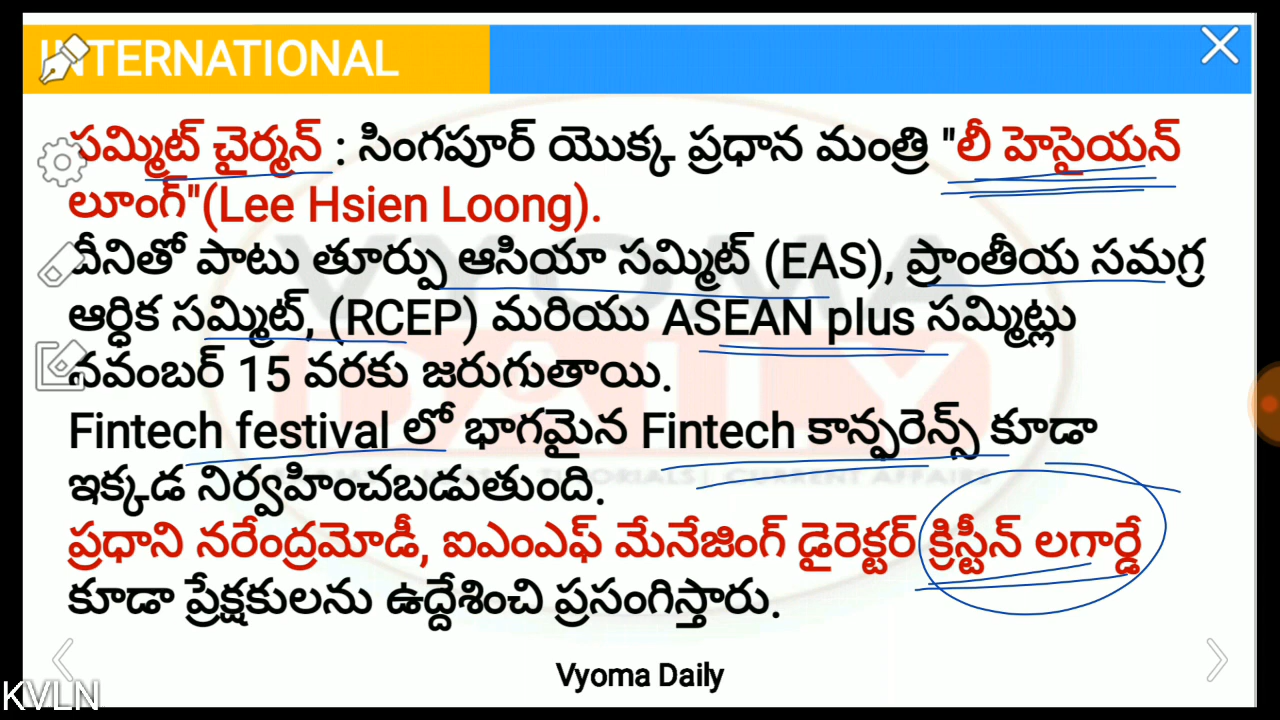 INTERNATIONAL
సమ్మిట్ చైర్మన్ : సింగపూర్ యొక్క ప్రధాన మంత్రి "లీ హెసైయన్
లూంగ్"(Lee Hsien Loong).
దీనితో పాటు తూర్పు ఆసియా సమ్మిట్ (EAS), ప్రాంతీయ సమగ్ర
ఆర్థిక సమ్మిట్, (RCEP) మరియు ASEAN plus సమ్మిట్లు
నవంబర్ 15 వరకు జరుగుతాయి.
Fintech festival లో భాగమైన Fintech కాన్ఫరెన్స్ కూడా
ఇక్కడ నిర్వహించబడుతుంది.
ప్రధాని నరేంద్రమోడీ, ఐఎంఎఫ్ మేనేజింగ్ డైరెక్టర్ క్రిస్టీన్ లగార్డే
కూడా ప్రేక్షకులను ఉద్దేశించి ప్రసంగిస్తారు.
Vyoma Daily
KVLN